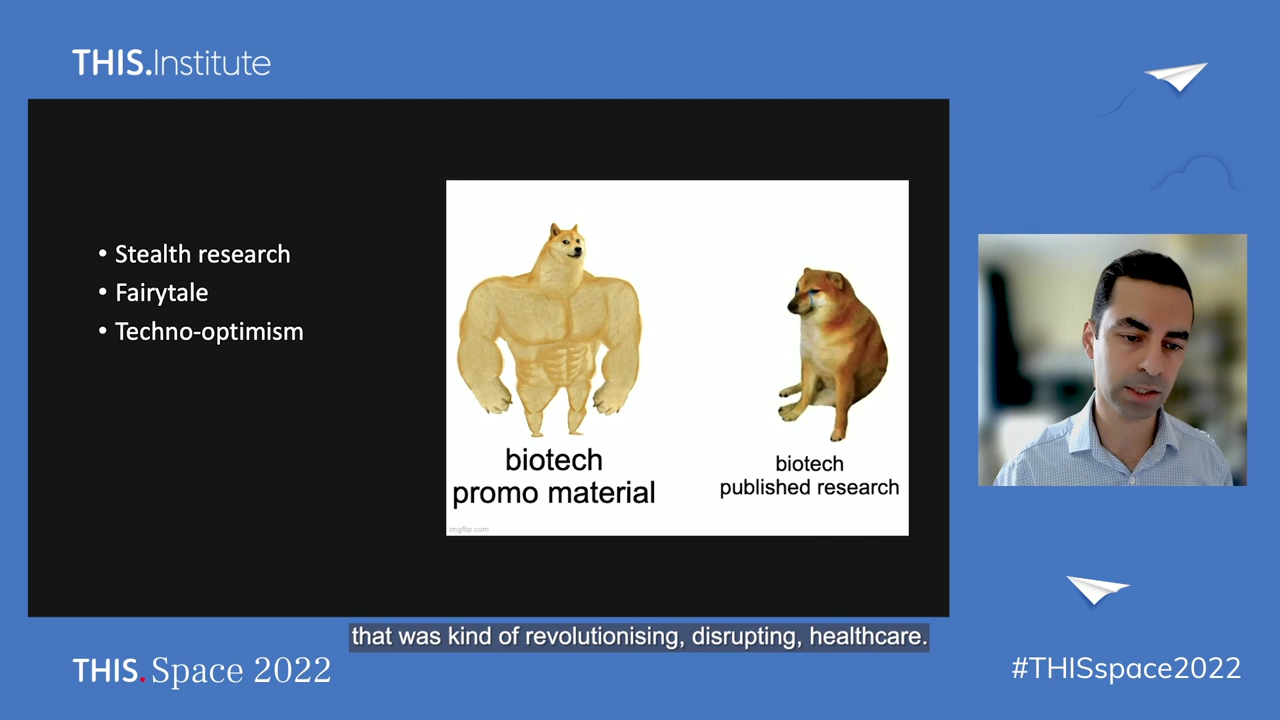 THIS.Institute
• Stealth research
• Fairytale
• Techno-optimism
biotech
promo material
biotech
published research
imgflip.com
that was kind of revolutionising, disrupting, healthcare.
THIS. Space 2022
#THISspace2022